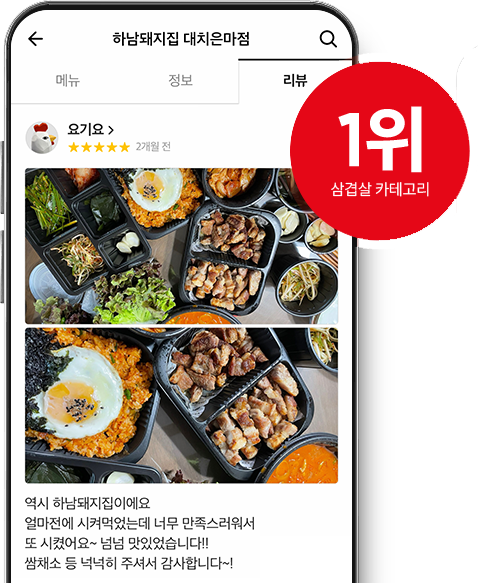 하남돼지집 대치은마점
메뉴 정보 리뷰
1위
삼겹살 카테고리
요기요 >
★★★★★ 2개월 전
역시 하남돼지집이에요
얼마전에 시켜먹었는데 너무 만족스러워서
또 시켰어요~ 넘넘 맛있었습니다!!
쌈채소 등 넉넉히 주셔서 감사합니다~!